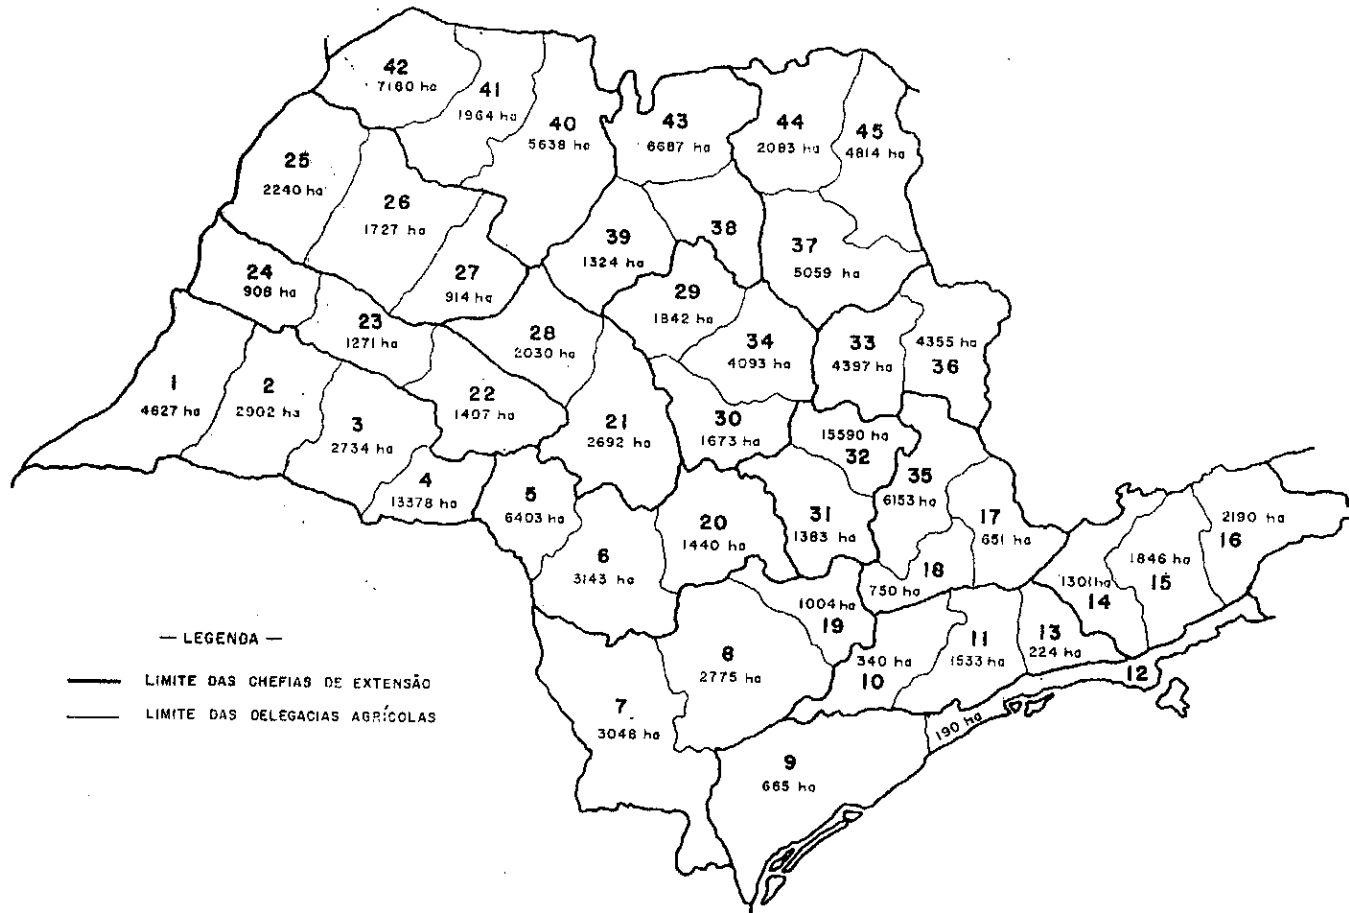 42
7160 ha
41
1964 ha
40
5638 ha
43
6687 ha
44
2083 ha
45
4814 ha
25
2240 ha
26
1727 ha
39
1324 ha
38
37
5059 ha
24
908 ha
27
914 ha
29
1842 ha
23
1271 ha
28
2030 ha
34
4093 ha
33
4397 ha
4355 ha
36
1
4627 ha
2
2902 ha
3
2734 ha
22
1407 ha
21
2692 ha
30
1673 ha
15590 ha
32
4
13378 ha
5
6403 ha
35
6153 ha
20
1440 ha
31
1383 ha
17
651 ha
2190 ha
16
6
3143 ha
18
750 ha
1846 ha
15
1301 ha
14
1004 ha
19
— LEGENDA —
LIMITE DAS CHEFIAS DE EXTENSÃO
LIMITE DAS DELEGACIAS AGRÍCOLAS
8
2775 ha
340 ha
10
11
1533 ha
13
224 ha
12
190 ha
7
3048 ha
9
665 ha